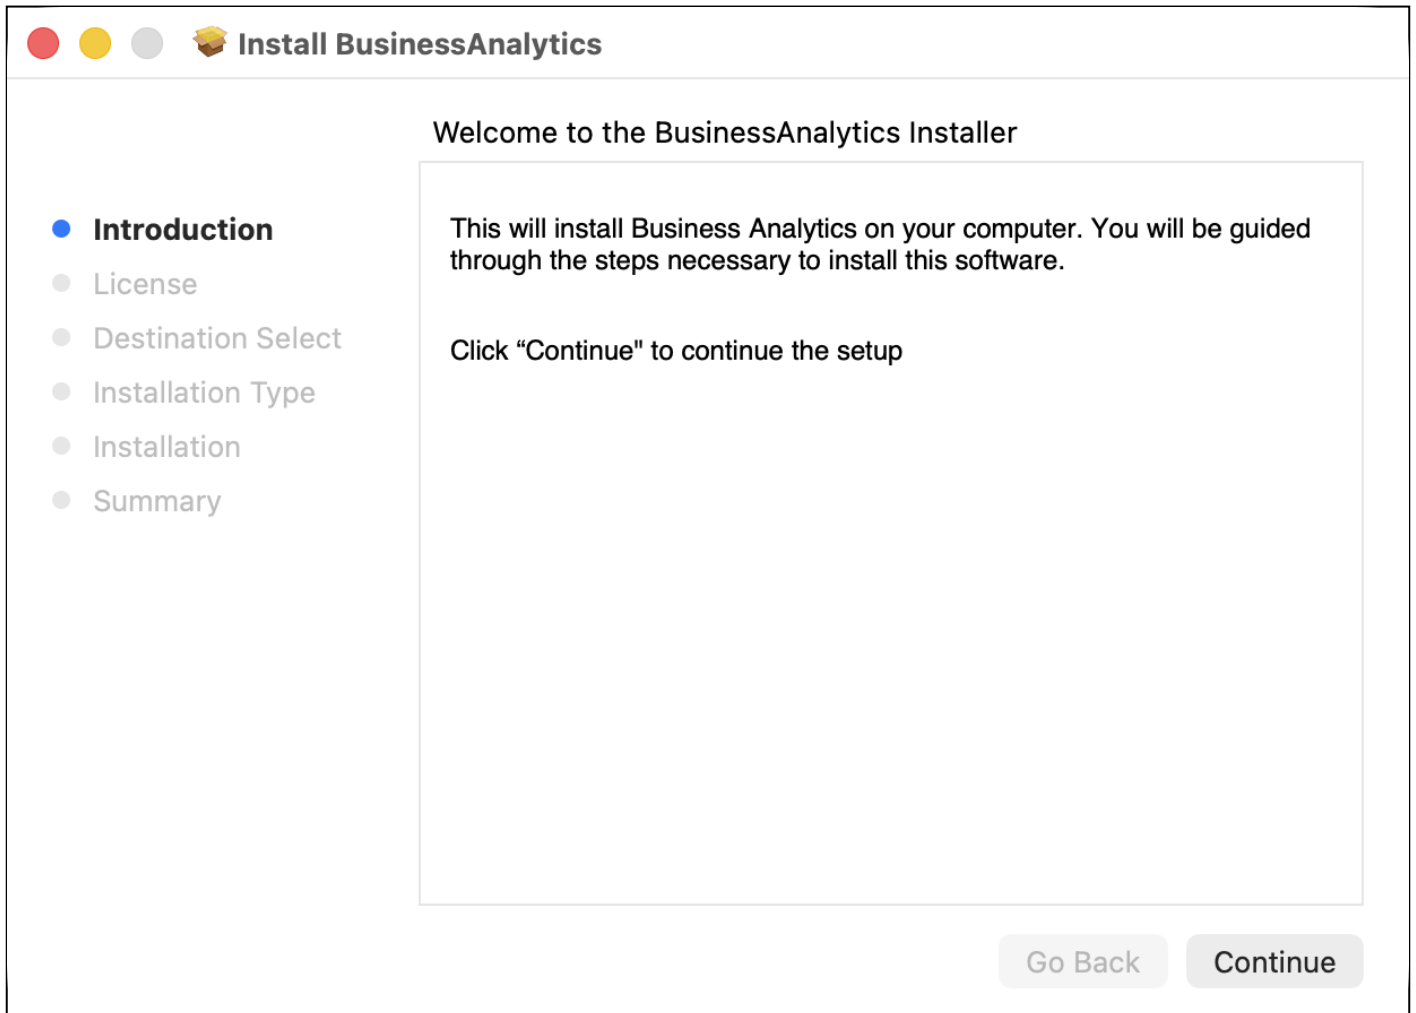 Install BusinessAnalytics
Welcome to the BusinessAnalytics Installer
Introduction
License
Destination Select
Installation Type
Installation
Summary
This will install Business Analytics on your computer. You will be guided
through the steps necessary to install this software.
Click “Continue" to continue the setup
Go Back
Continue